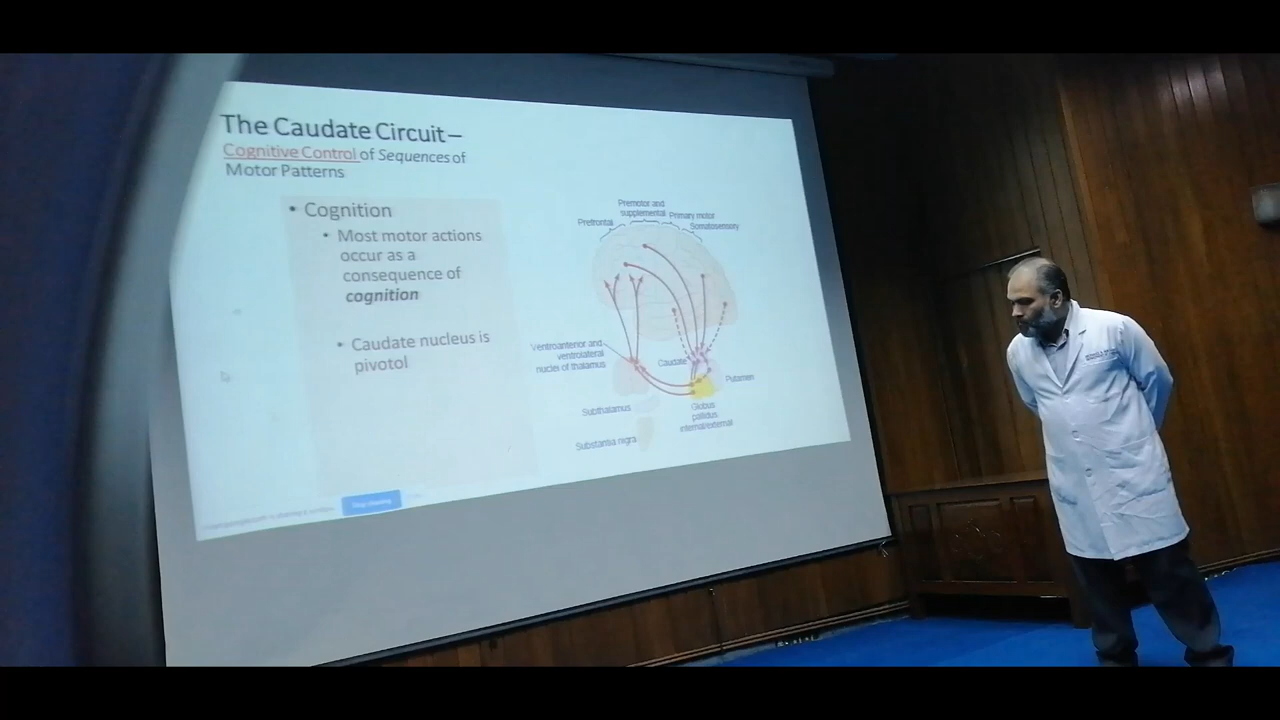 The Caudate Circuit –
Cognitive Control of Sequences of
Motor Patterns
• Cognition
• Most motor actions
occur as a
consequence of
cognition
• Caudate nucleus is
pivotol
Premotor and
supplemental
Prefrontal
Primary motor
Somatosensory
Ventroanterior and
ventrolateral
nuclei of thalamus
Caudate
Putamen
Subthalamus
Globus
pallidus
internal/external
Substantia nigra
Stop sharing